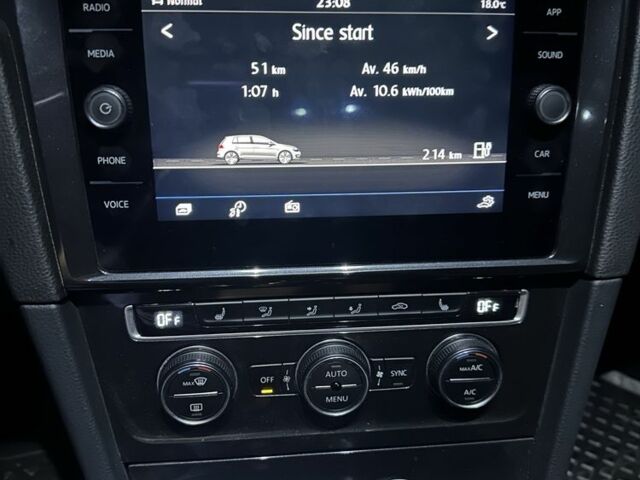 RADIO
Normal
23:08
18.0°C
APP
< Since start >
MEDIA
SOUND
51 km
Av. 46 km/h
1:07 h
Av. 10.6 kWh/100km
PHONE
214 km
CAR
VOICE
MENU
OFF
OFF
MAX
OFF
AUTO
MENU
SYNC
MAX A/C
A/C